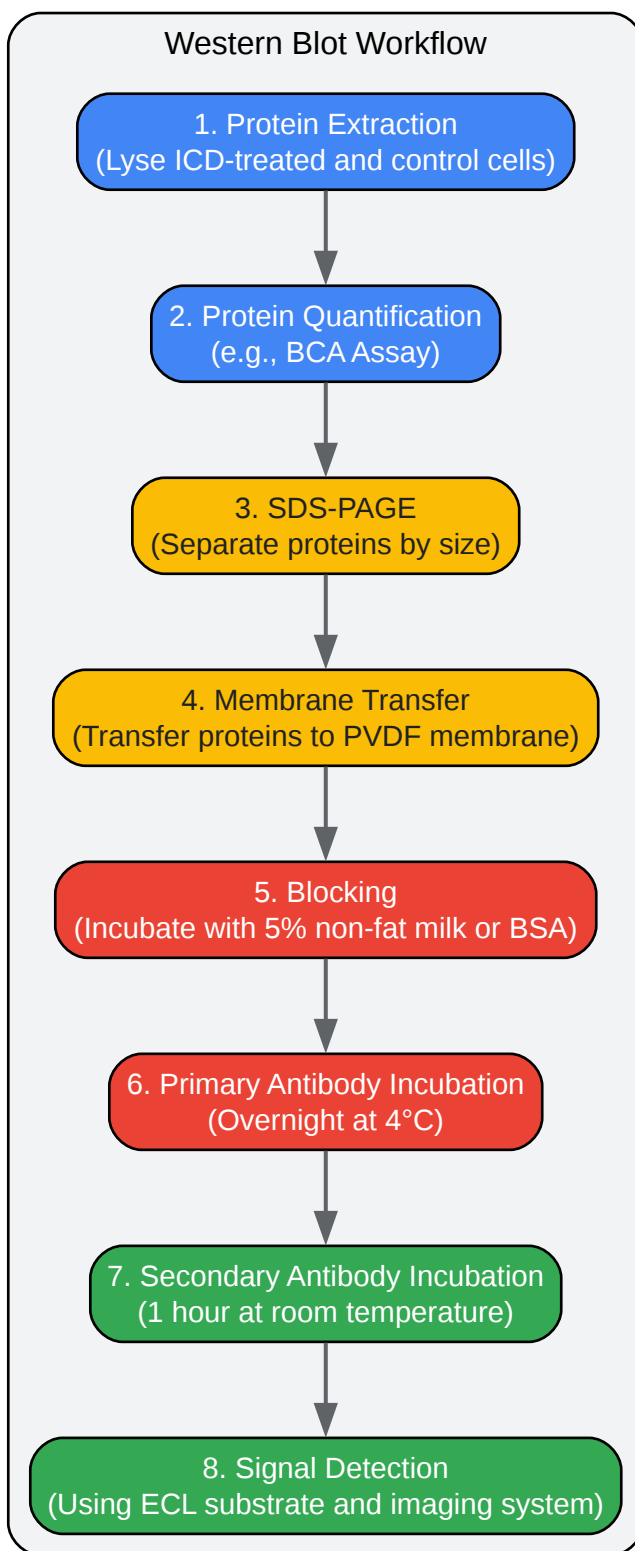 Western Blot Workflow
1. Protein Extraction
(Lyse ICD-treated and control cells)
2. Protein Quantification
(e.g., BCA Assay)
3. SDS-PAGE
(Separate proteins by size)
4. Membrane Transfer
(Transfer proteins to PVDF membrane)
5. Blocking
(Incubate with 5% non-fat milk or BSA)
6. Primary Antibody Incubation
(Overnight at 4°C)
7. Secondary Antibody Incubation
(1 hour at room temperature)
8. Signal Detection
(Using ECL substrate and imaging system)